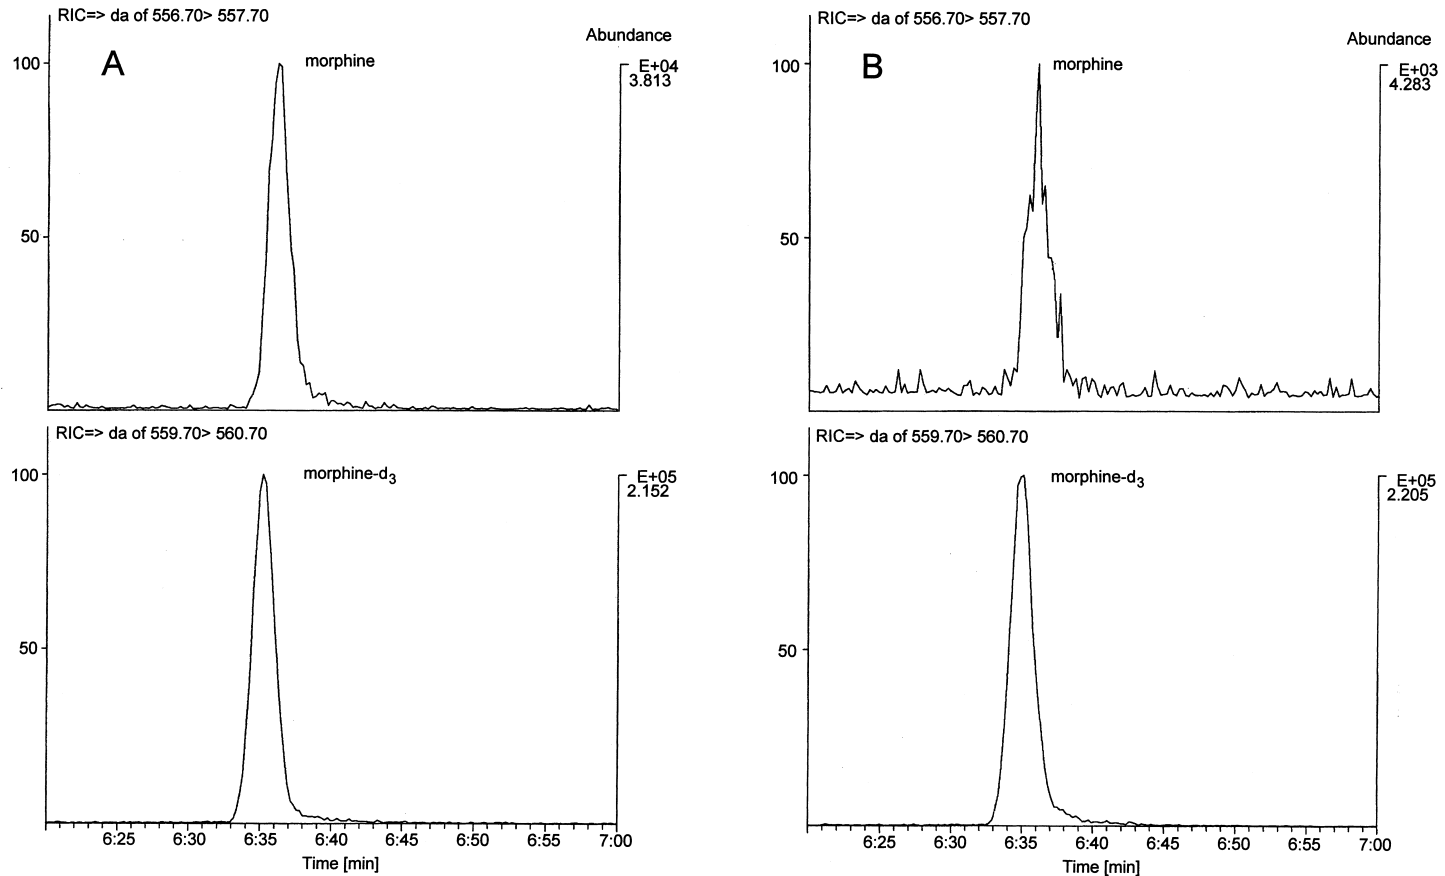 RIC=> da of 556.70> 557.70
Abundance
A
morphine
100
E+04
3.813
50
RIC=> da of 559.70> 560.70
morphine-d3
100
E+05
2.152
50
6:25 6:30 6:35 6:40 6:45 6:50 6:55 7:00
Time [min]
RIC=> da of 556.70> 557.70
Abundance
B
morphine
100
E+03
4.283
50
RIC=> da of 559.70> 560.70
morphine-d3
100
E+05
2.205
50
6:25 6:30 6:35 6:40 6:45 6:50 6:55 7:00
Time [min]